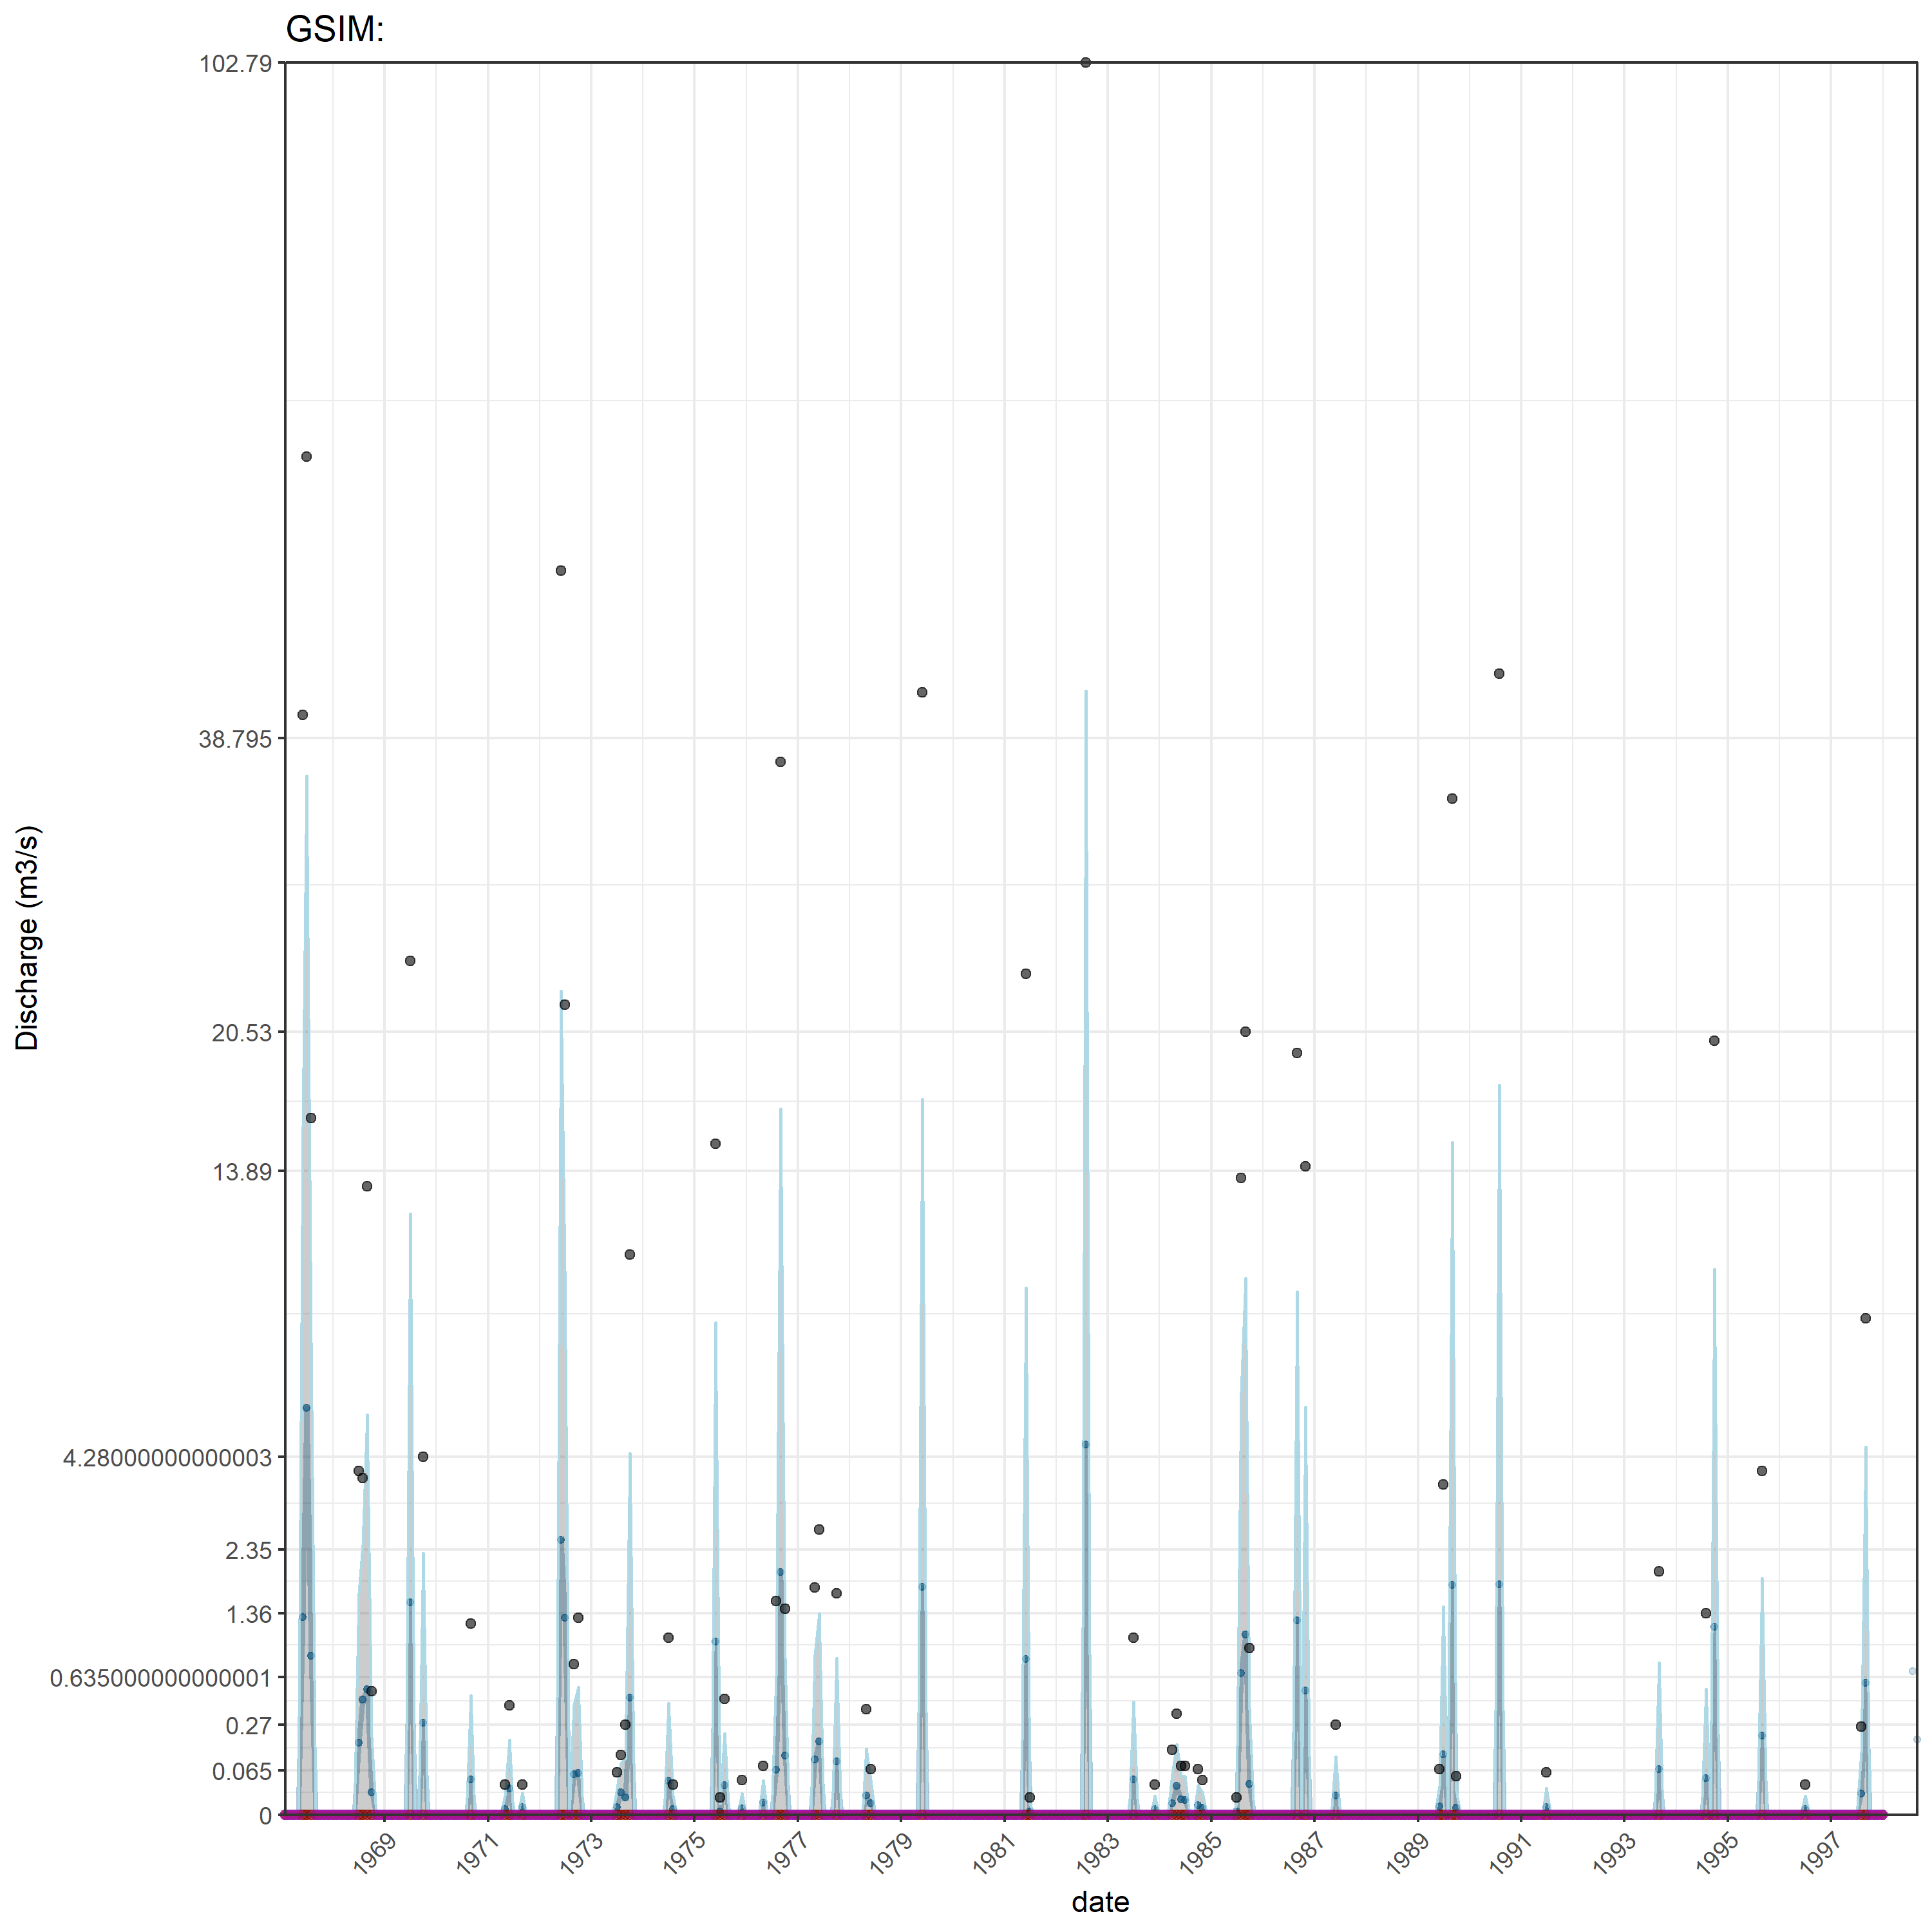 GSIM:
102.79
38.795
20.53
13.89
4.28000000000003
2.35
1.36
0.635000000000001
0.27
0.065
0
Discharge (m3/s)
1969 1971 1973 1975 1977 1979 1981 1983 1985 1987 1989 1991 1993 1995 1997
date